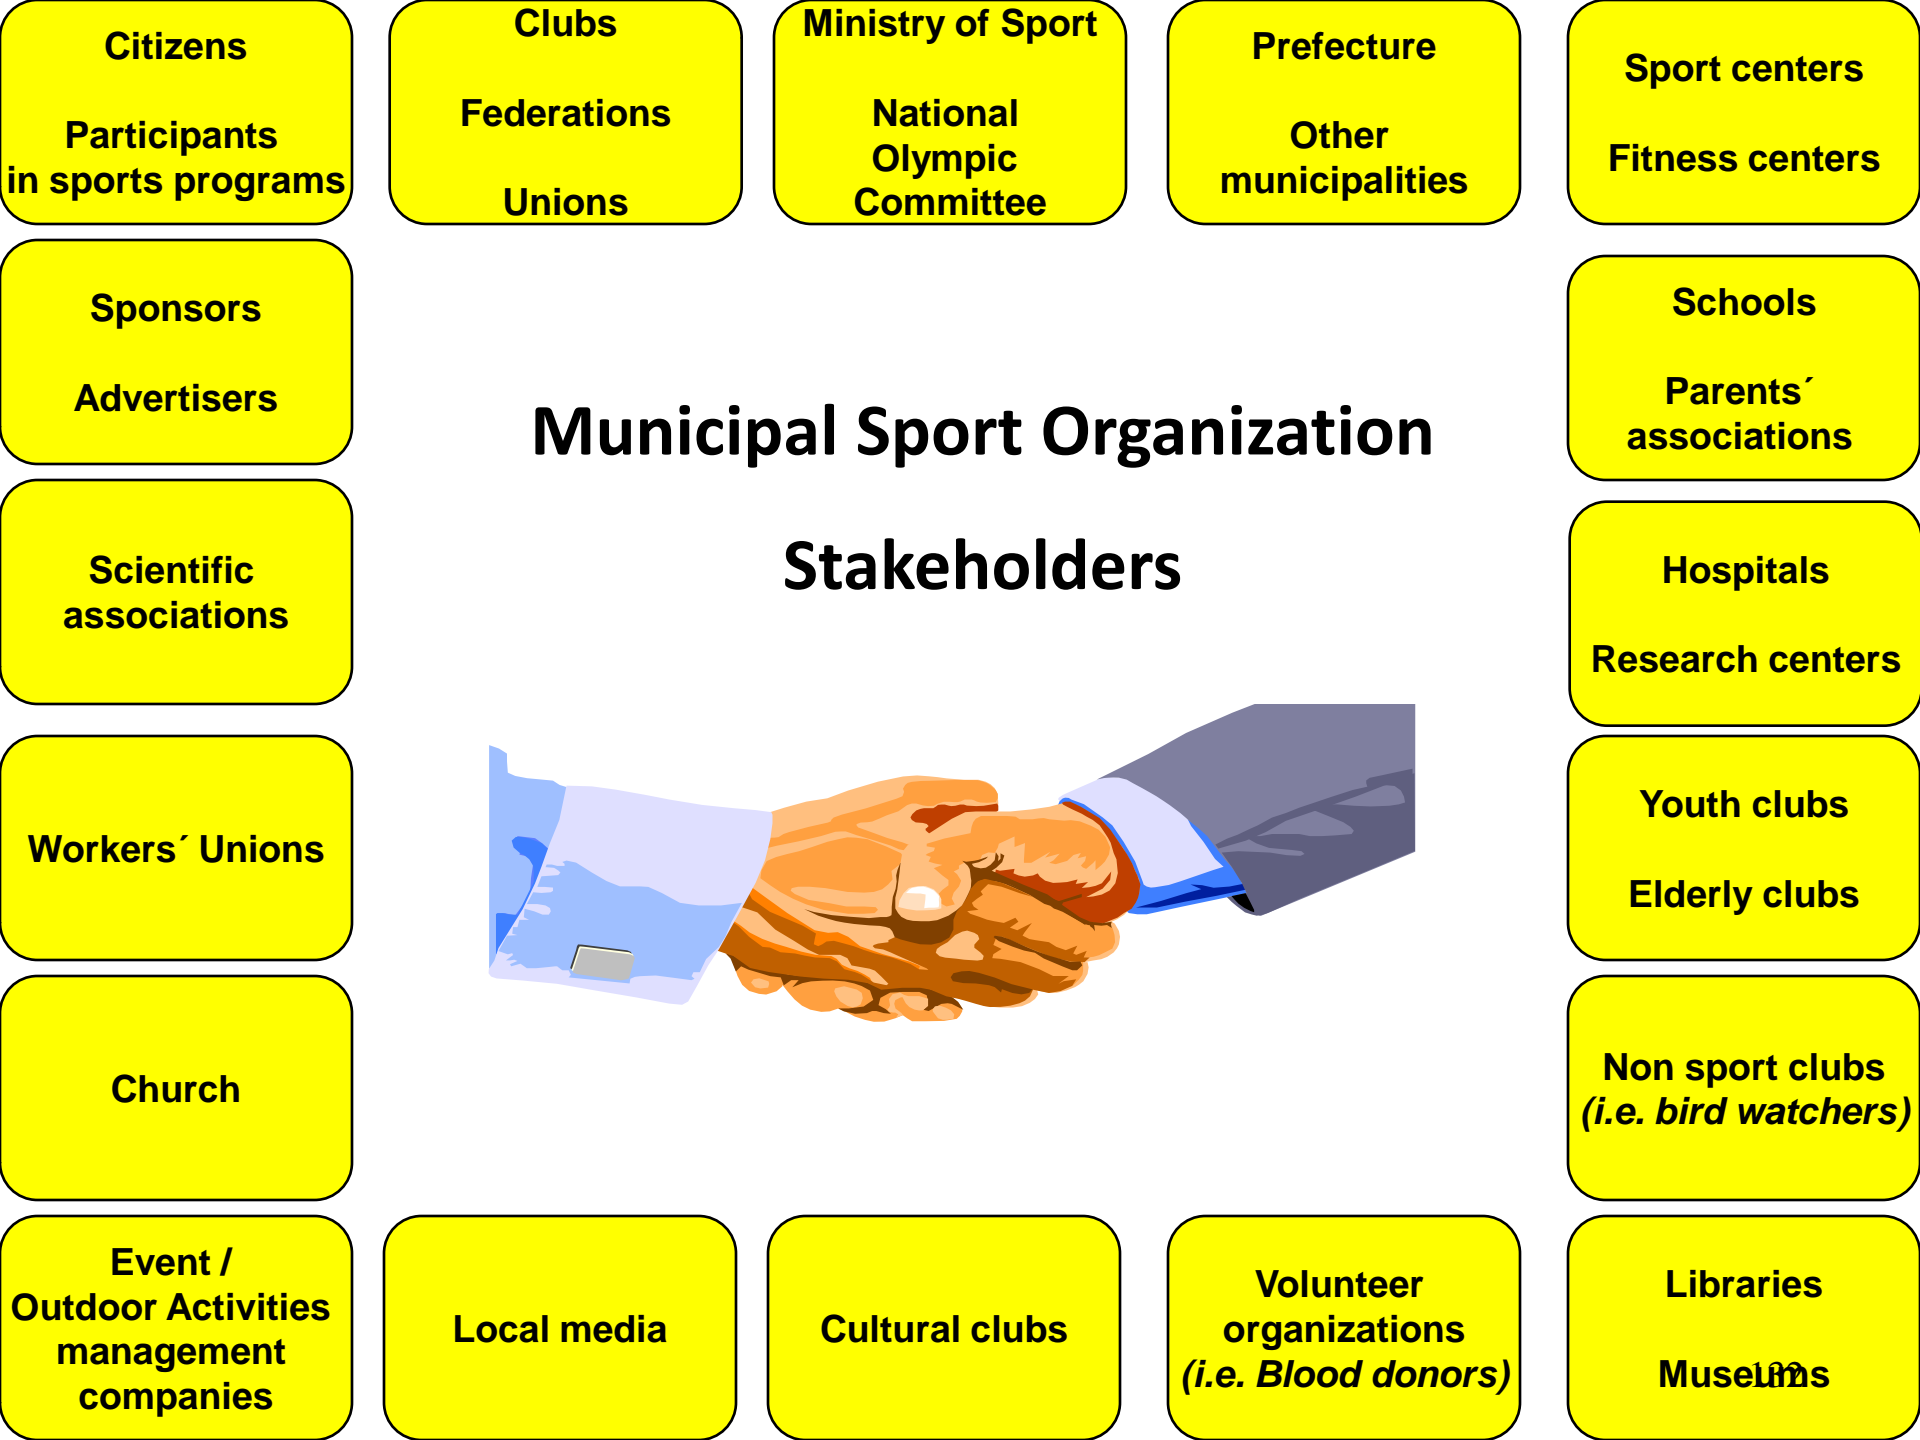 Citizens
Participants
in sports programs
Clubs
Federations
Unions
Ministry of Sport
National
Olympic
Committee
Prefecture
Other
municipalities
Sport centers
Fitness centers
Sponsors
Advertisers
Schools
Parents´
associations
Municipal Sport Organization
Stakeholders
Scientific
associations
Hospitals
Research centers
Workers´ Unions
Youth clubs
Elderly clubs
Church
Non sport clubs
(i.e. bird watchers)
Event /
Outdoor Activities
management
companies
Local media
Cultural clubs
Volunteer
organizations
(i.e. Blood donors)
Libraries
Museums
132